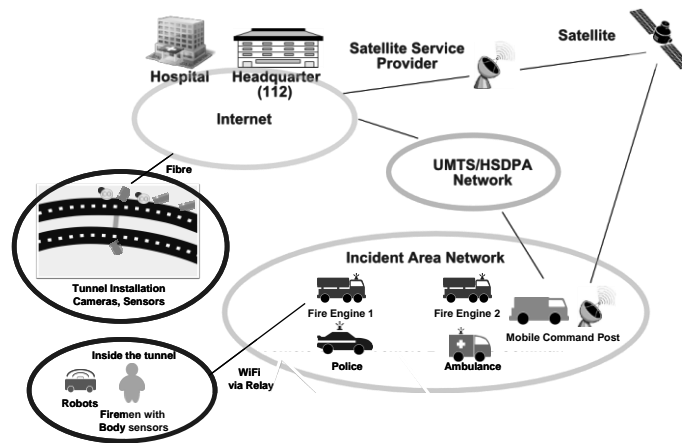 Satellite
Satellite Service
Provider
Hospital
Headquarter
(112)
Internet
Fibre
UMTS/HSDPA
Network
Tunnel Installation
Cameras, Sensors
Incident Area Network
Fire Engine 1
Fire Engine 2
Mobile Command Post
Police
Ambulance
WiFi
via Relay
Inside the tunnel
Robots
Firemen with
Body sensors